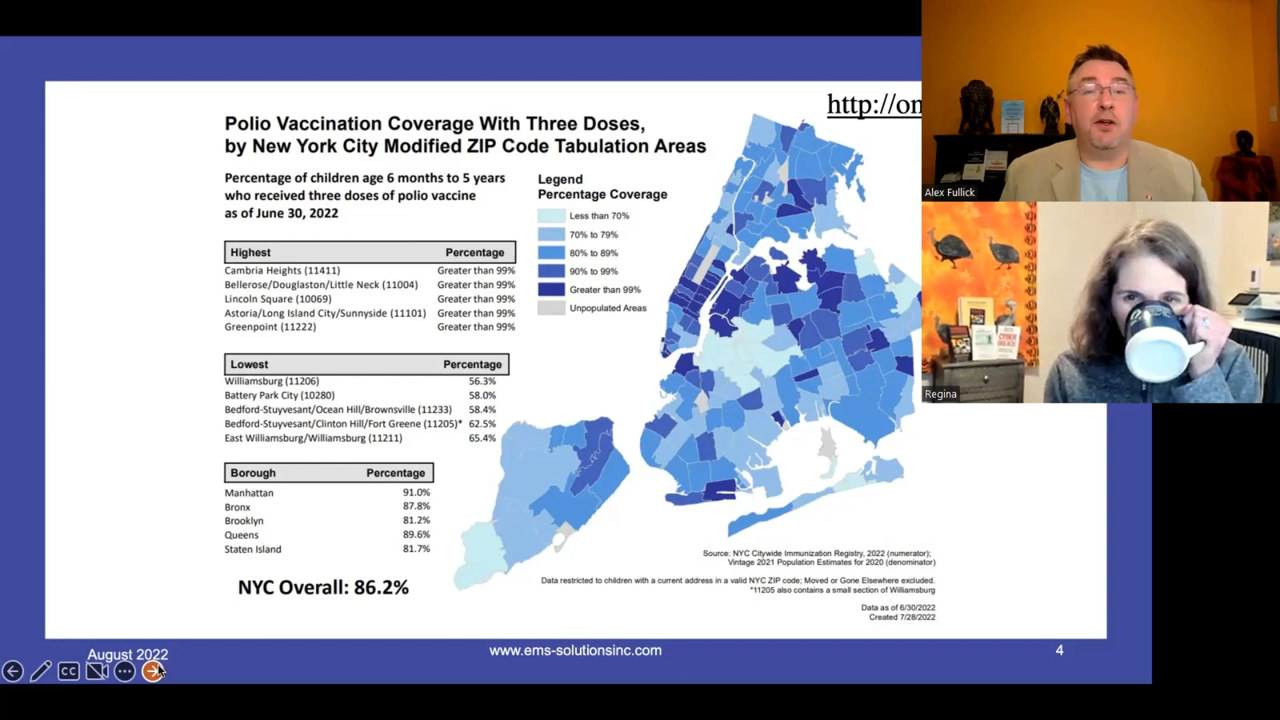 http://on
Polio Vaccination Coverage With Three Doses,
by New York City Modified ZIP Code Tabulation Areas
Percentage of children age 6 months to 5 years
who received three doses of polio vaccine
as of June 30, 2022
Highest Percentage
Cambria Heights (11411) Greater than 99%
Bellerose/Douglaston/Little Neck (11004) Greater than 99%
Lincoln Square (10069) Greater than 99%
Astoria/Long Island City/Sunnyside (11101) Greater than 99%
Greenpoint (11222) Greater than 99%
Lowest Percentage
Williamsburg (11206) 56.3%
Battery Park City (10280) 58.0%
Bedford-Stuyvesant/Ocean Hill/Brownsville (11233) 58.4%
Bedford-Stuyvesant/Clinton Hill/Fort Greene (11205)* 62.5%
East Williamsburg/Williamsburg (11211) 65.4%
Borough Percentage
Manhattan 91.0%
Bronx 87.8%
Brooklyn 81.2%
Queens 89.6%
Staten Island 81.7%
NYC Overall: 86.2%
Legend
Percentage Coverage
Less than 70%
70% to 79%
80% to 89%
90% to 99%
Greater than 99%
Unpopulated Areas
Source: NYC Citywide Immunization Registry, 2022 (numerator);
Vintage 2021 Population Estimates for 2020 (denominator)
Data restricted to children with a current address in a valid NYC ZIP code; Moved or Gone Elsewhere excluded.
*11205 also contains a small section of Williamsburg
Data as of 6/30/2022
Created 7/28/2022
August 2022
www.ems-solutionsinc.com
4
CC
Alex Fullick
Regina
CYBER